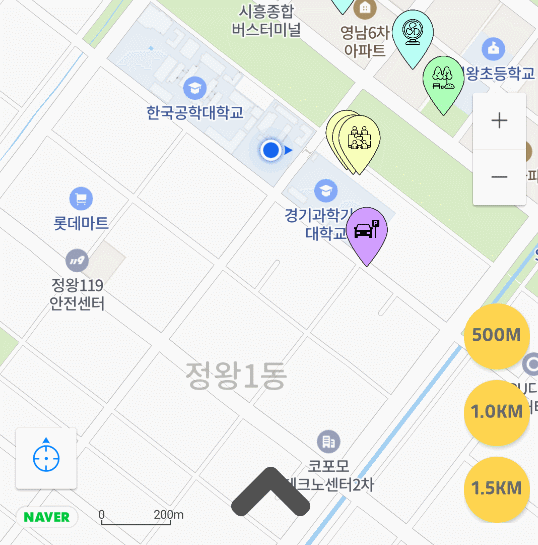 시흥종합
버스터미널
영남6차
아파트
왕초등학교
한국공학대학교
경기과학기
대학교
롯데마트
정왕119
안전센터
정왕1동
코포모
테크노센터2차
500M
1.0KM
1.5KM
NAVER
0
200m